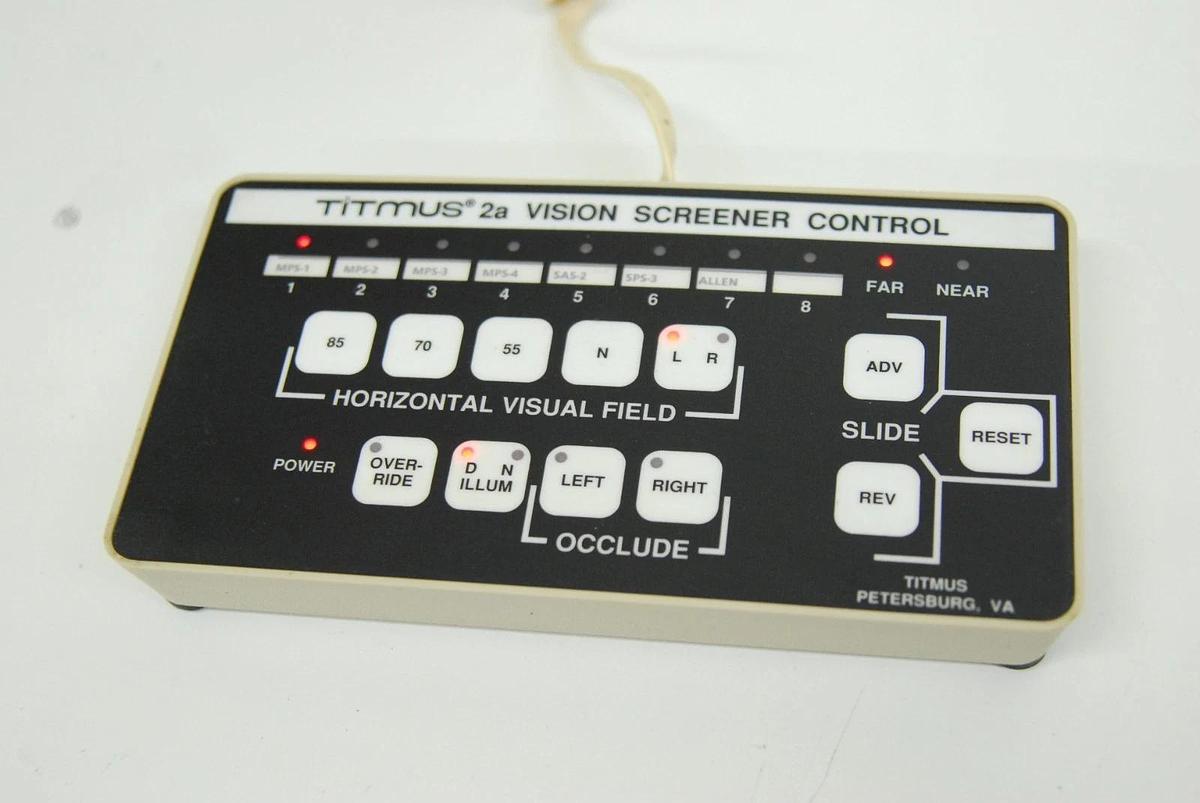 TiTMUS® 2a VISION SCREENER CONTROL
MPS-1 MPS-2 MPS-3 MPS-4 SAS-2 SPS-3 ALLEN
1 2 3 4 5 6 7 8 FAR NEAR
85 70 55 N L R
HORIZONTAL VISUAL FIELD
ADV
SLIDE
RESET
REV
POWER
OVER-
RIDE
D N
ILLUM
LEFT
RIGHT
OCCLUDE
TITMUS
PETERSBURG, VA